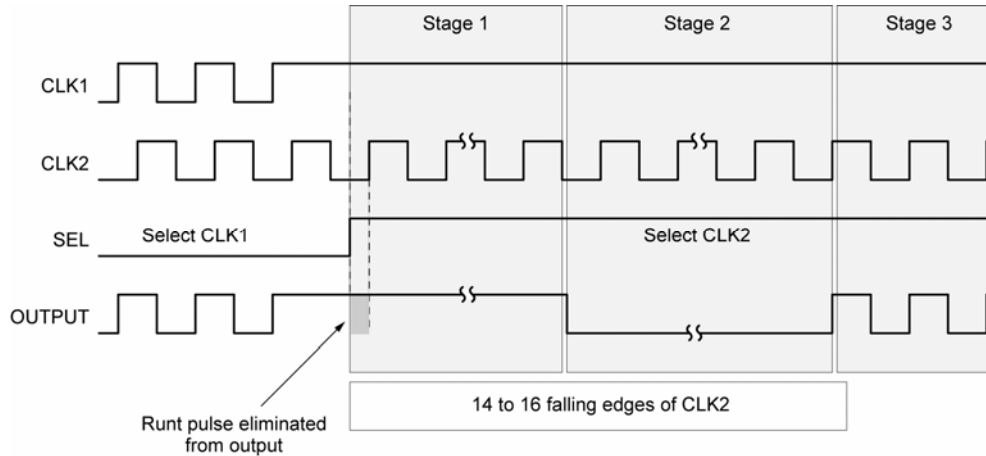 Stage 1
Stage 2
Stage 3
CLK1
CLK2
SEL
Select CLK1
Select CLK2
OUTPUT
14 to 16 falling edges of CLK2
Runt pulse eliminated
from output